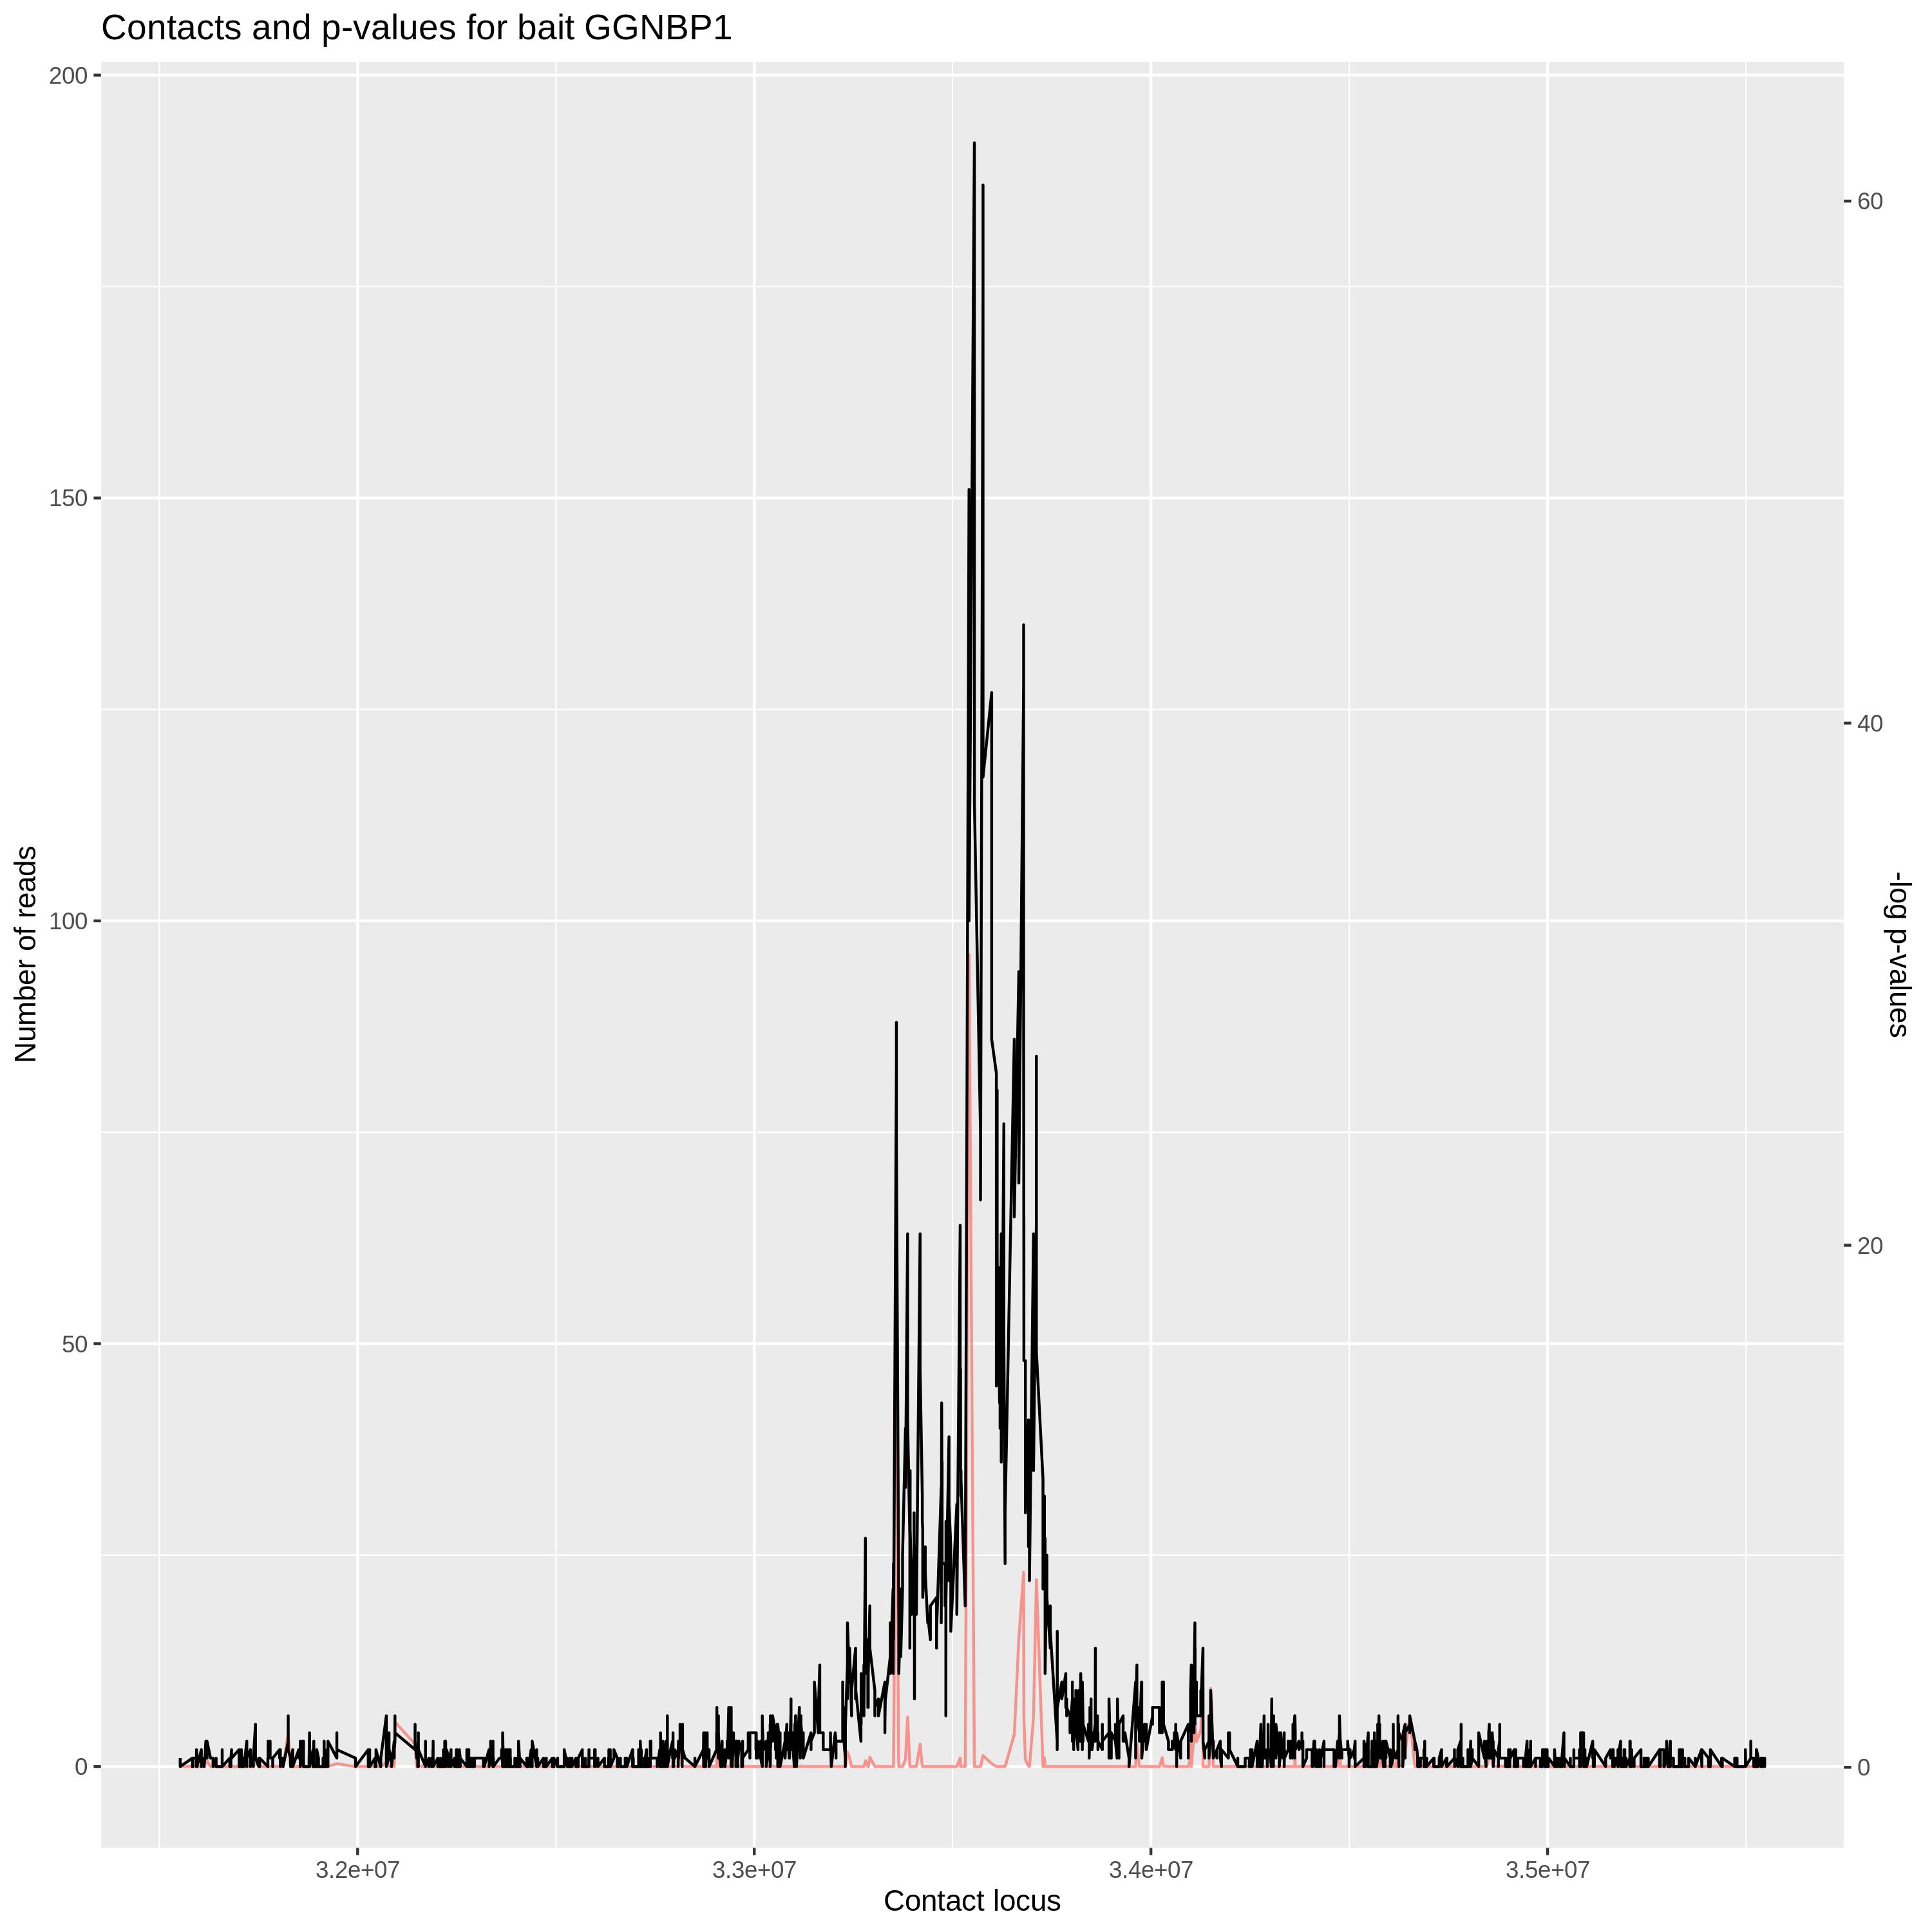 Contacts and p-values for bait GGNBP1
200
150
100
50
0
Number of reads
60
40
20
0
-log p-values
3.2e+07
3.3e+07
3.4e+07
3.5e+07
Contact locus